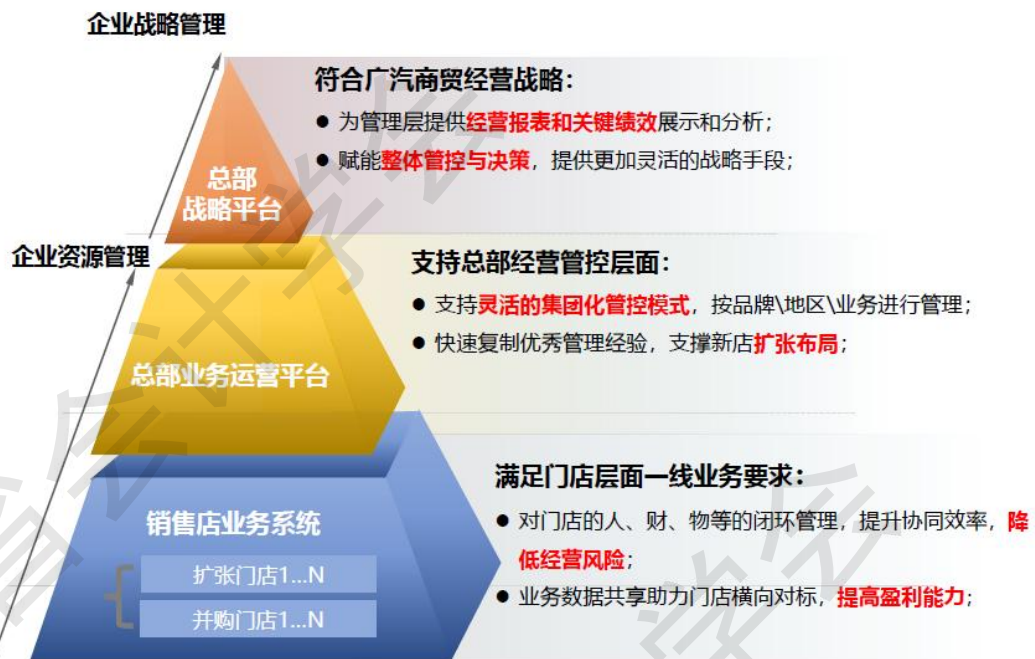 企业战略管理
符合广汽商贸经营战略：
● 为管理层提供经营报表和关键绩效展示和分析；
● 赋能整体管控与决策，提供更加灵活的战略手段；
总部
战略平台
企业资源管理
支持总部经营管控层面：
● 支持灵活的集团化管控模式，按品牌\地区\业务进行管理；
● 快速复制优秀管理经验，支撑新店扩张布局；
总部业务运营平台
满足门店层面一线业务要求：
● 对门店的人、财、物等的闭环管理，提升协同效率，降
低经营风险；
● 业务数据共享助力门店横向对标，提高盈利能力；
销售店业务系统
扩张门店1...N
并购门店1...N
省会计学会
学会